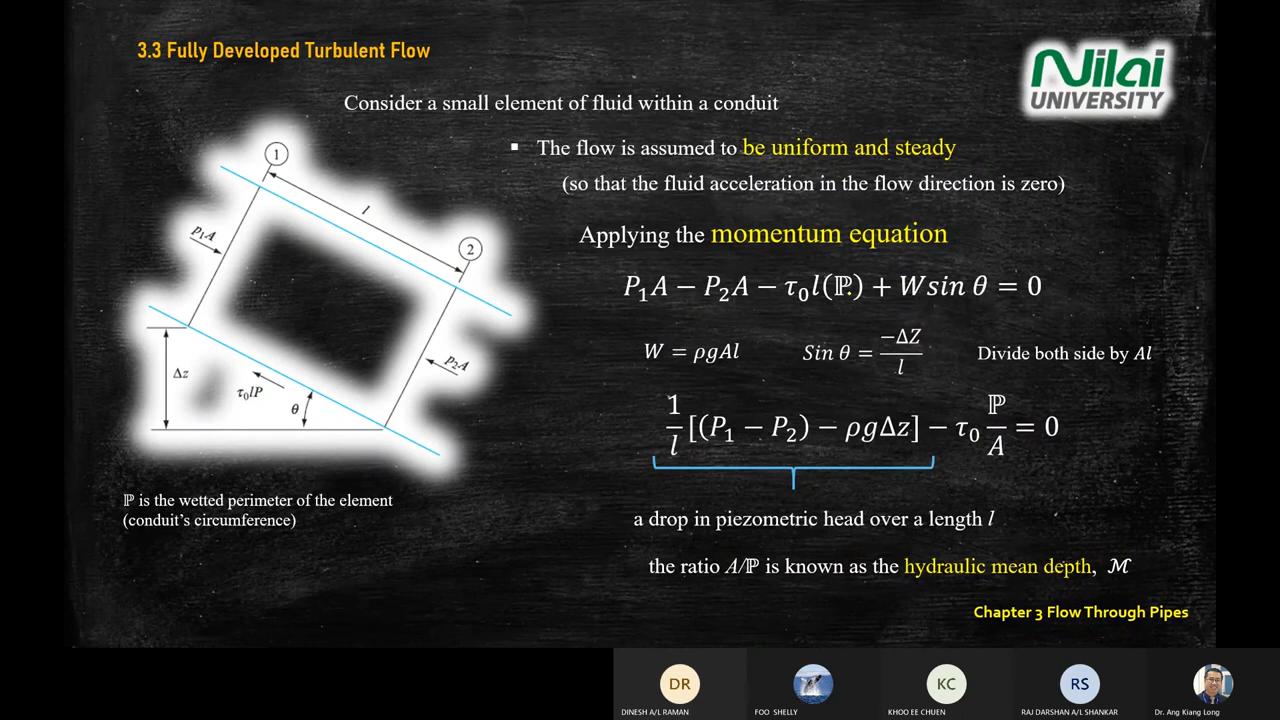 3.3 Fully Developed Turbulent Flow
Nilai
UNIVERSITY
Consider a small element of fluid within a conduit
▪ The flow is assumed to be uniform and steady
(so that the fluid acceleration in the flow direction is zero)
Applying the momentum equation
P₁A − P₂A − τ₀l(ℙ) + Wsin θ = 0
W = ρgAl
Sin θ = −ΔZ/l
Divide both side by Al
1/l [(P₁ − P₂) − ρgΔz] − τ₀ ℙ/A = 0
a drop in piezometric head over a length l
the ratio A/ℙ is known as the hydraulic mean depth, ℳ
1
l
2
p₁A
p₂A
Δz
τ₀lP
θ
ℙ is the wetted perimeter of the element
(conduit's circumference)
Chapter 3 Flow Through Pipes
DR
KC
RS
DINESH A/L RAMAN
FOO SHELLY
KHOO EE CHUEN
RAJ DARSHAN A/L SHANKAR
Dr. Ang Kiang Long